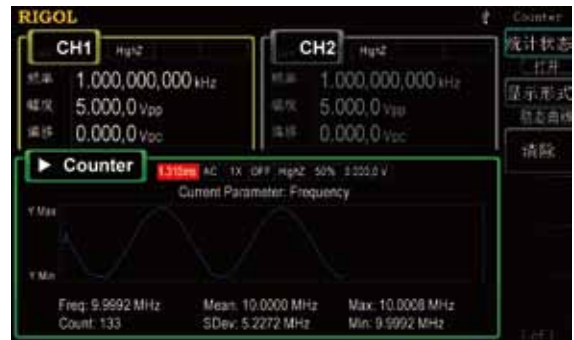 RIGOL
Counter
CH1 HighZ
CH2 HighZ
频率 1.000,000,000 kHz
幅度 5.000,0 Vpp
偏移 0.000,0 VDC
频率 1.000,000,000 kHz
幅度 5.000,0 Vpp
偏移 0.000,0 VDC
统计状态
打开
显示形式
动态曲线
清除
Counter
1.310ms AC 1X OFF HighZ 50%
Current Parameter: Frequency
Y Max
Y Min
Freq: 9.9992 MHz Mean: 10.0000 MHz Max: 10.0008 MHz
Count: 133 SDev: 5.2272 MHz Min: 9.9992 MHz